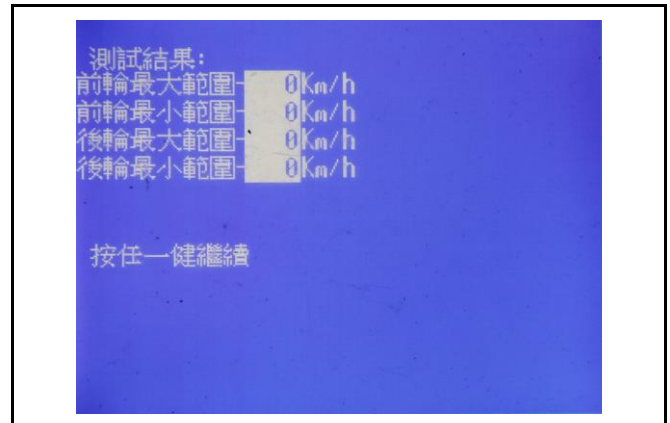 測試結果:
前輪最大範圍- 0Km/h
前輪最小範圍- 0Km/h
後輪最大範圍- 0Km/h
後輪最小範圍- 0Km/h
按任一健繼續